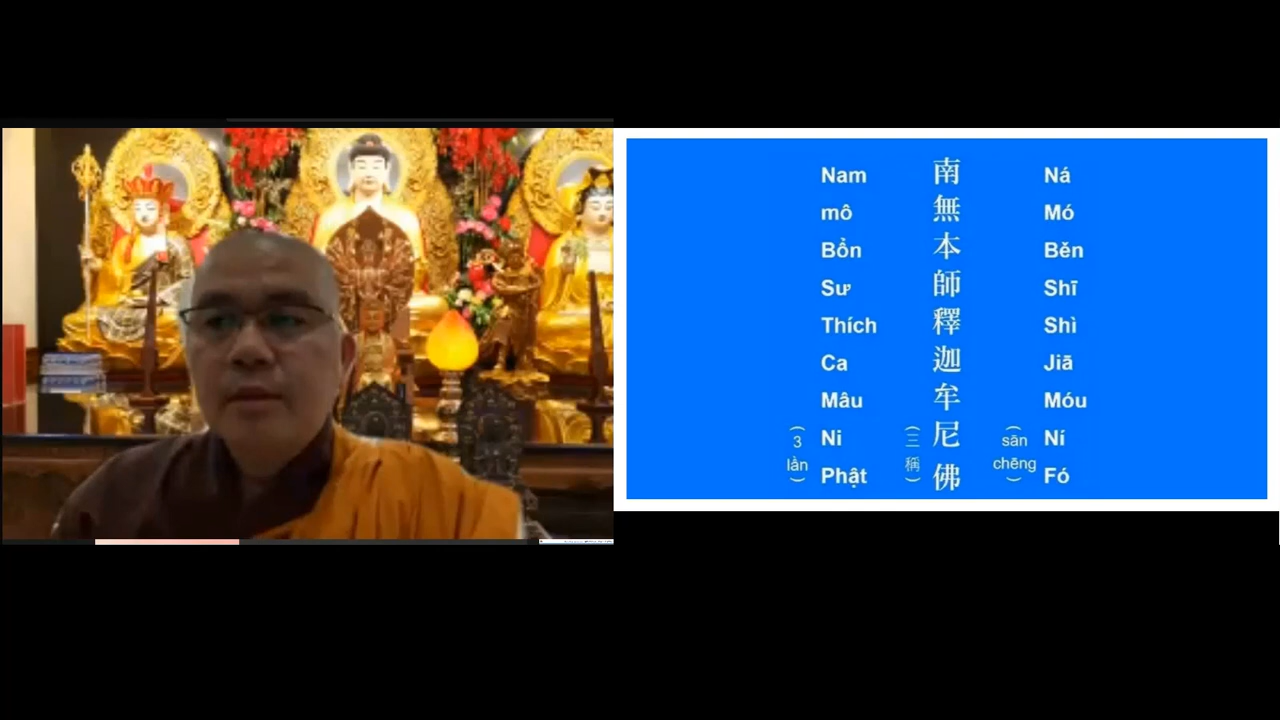 Nam 南 Ná
mô 無 Mó
Bổn 本 Běn
Sư 師 Shī
Thích 釋 Shì
Ca 迦 Jiā
Mâu 牟 Móu
(3 Ni (三 尼 (sān Ní
lần) Phật 稱) 佛 chēng) Fó